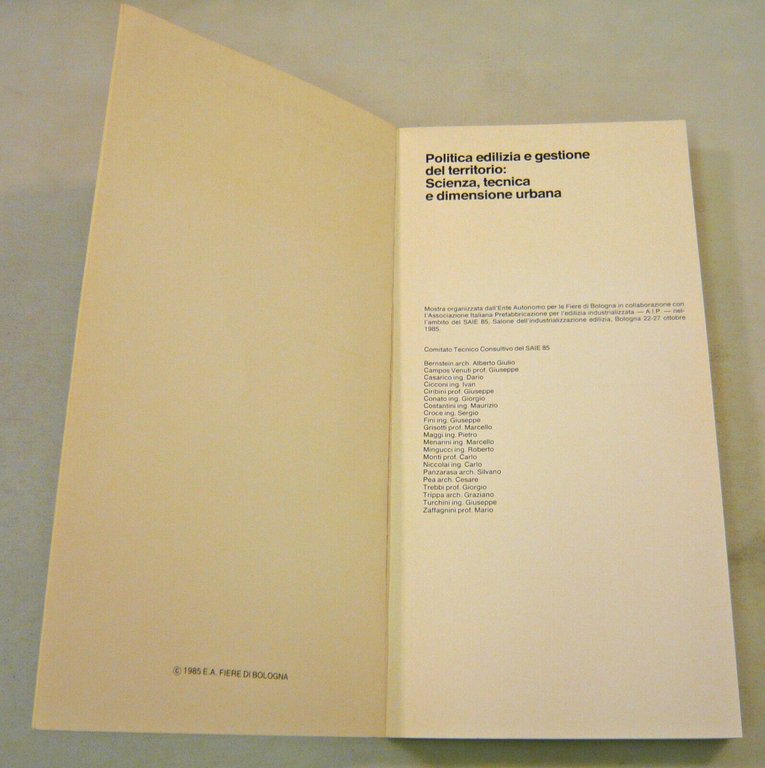 © 1985 E.A. FIERE DI BOLOGNA
Politica edilizia e gestione
del territorio:
Scienza, tecnica
e dimensione urbana
Mostra organizzata dall'Ente Autonomo per le Fiere di Bologna in collaborazione con
l'Associazione Italiana Prefabbricazione per l'edilizia industrializzata — A.I.P. — nel-
l'ambito del SAIE 85, Salone dell'industrializzazione edilizia, Bologna 22-27 ottobre
1985.
Comitato Tecnico Consultivo del SAIE 85
Bernstein arch. Alberto Giulio
Campos Venuti prof. Giuseppe
Casarico ing. Dario
Cicconi ing. Ivan
Ciribini prof. Giuseppe
Conato ing. Giorgio
Costantini ing. Maurizio
Croce ing. Sergio
Fini ing. Giuseppe
Grisotti prof. Marcello
Maggi ing. Pietro
Menarini ing. Marcello
Mingucci ing. Roberto
Monti prof. Carlo
Niccolai ing. Carlo
Panzarasa arch. Silvano
Pea arch. Cesare
Trebbi prof. Giorgio
Trippa arch. Graziano
Turchini ing. Giuseppe
Zaffagnini prof. Mario